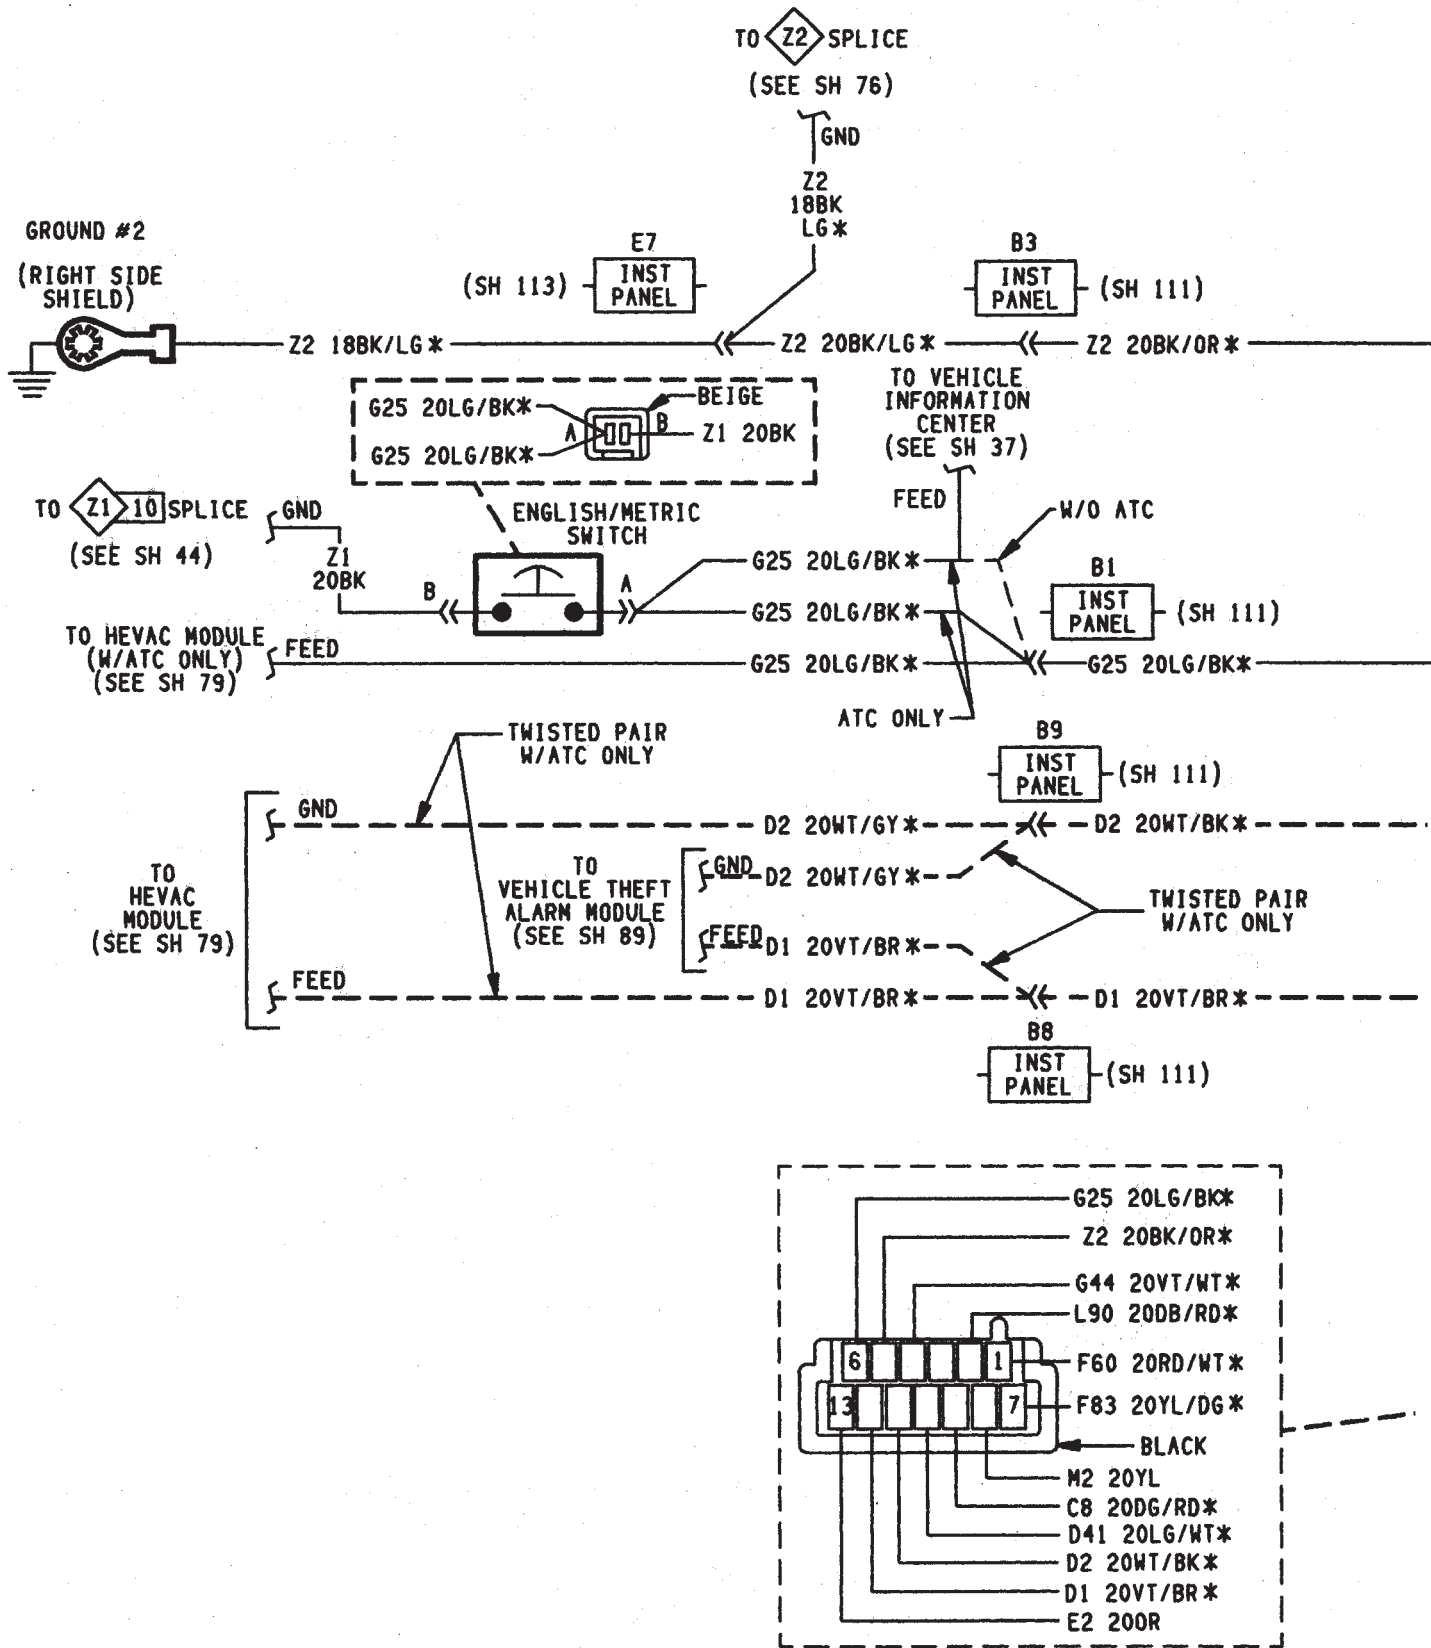 TO Z2 SPLICE
(SEE SH 76)
GND
Z2
18BK
LG*
GROUND #2
(RIGHT SIDE
SHIELD)
E7
(SH 113)
INST
PANEL
B3
INST
PANEL
(SH 111)
Z2 18BK/LG*
Z2 20BK/LG*
Z2 20BK/OR*
G25 20LG/BK*
G25 20LG/BK*
A
B
BEIGE
Z1 20BK
TO VEHICLE
INFORMATION
CENTER
(SEE SH 37)
FEED
W/O ATC
TO Z1 10 SPLICE
(SEE SH 44)
GND
Z1
20BK
ENGLISH/METRIC
SWITCH
B
A
G25 20LG/BK*
G25 20LG/BK*
B1
INST
PANEL
(SH 111)
TO HEVAC MODULE
(W/ATC ONLY)
(SEE SH 79)
FEED
G25 20LG/BK*
G25 20LG/BK*
ATC ONLY
TWISTED PAIR
W/ATC ONLY
B9
INST
PANEL
(SH 111)
GND
D2 20WT/GY*
D2 20WT/BK*
TO
HEVAC
MODULE
(SEE SH 79)
TO
VEHICLE THEFT
ALARM MODULE
(SEE SH 89)
GND
D2 20WT/GY*
FEED
D1 20VT/BR*
TWISTED PAIR
W/ATC ONLY
FEED
D1 20VT/BR*
D1 20VT/BR*
B8
INST
PANEL
(SH 111)
G25 20LG/BK*
Z2 20BK/OR*
G44 20VT/WT*
L90 20DB/RD*
6
1
F60 20RD/WT*
13
7
F83 20YL/DG*
BLACK
M2 20YL
C8 20DG/RD*
D41 20LG/WT*
D2 20WT/BK*
D1 20VT/BR*
E2 20OR